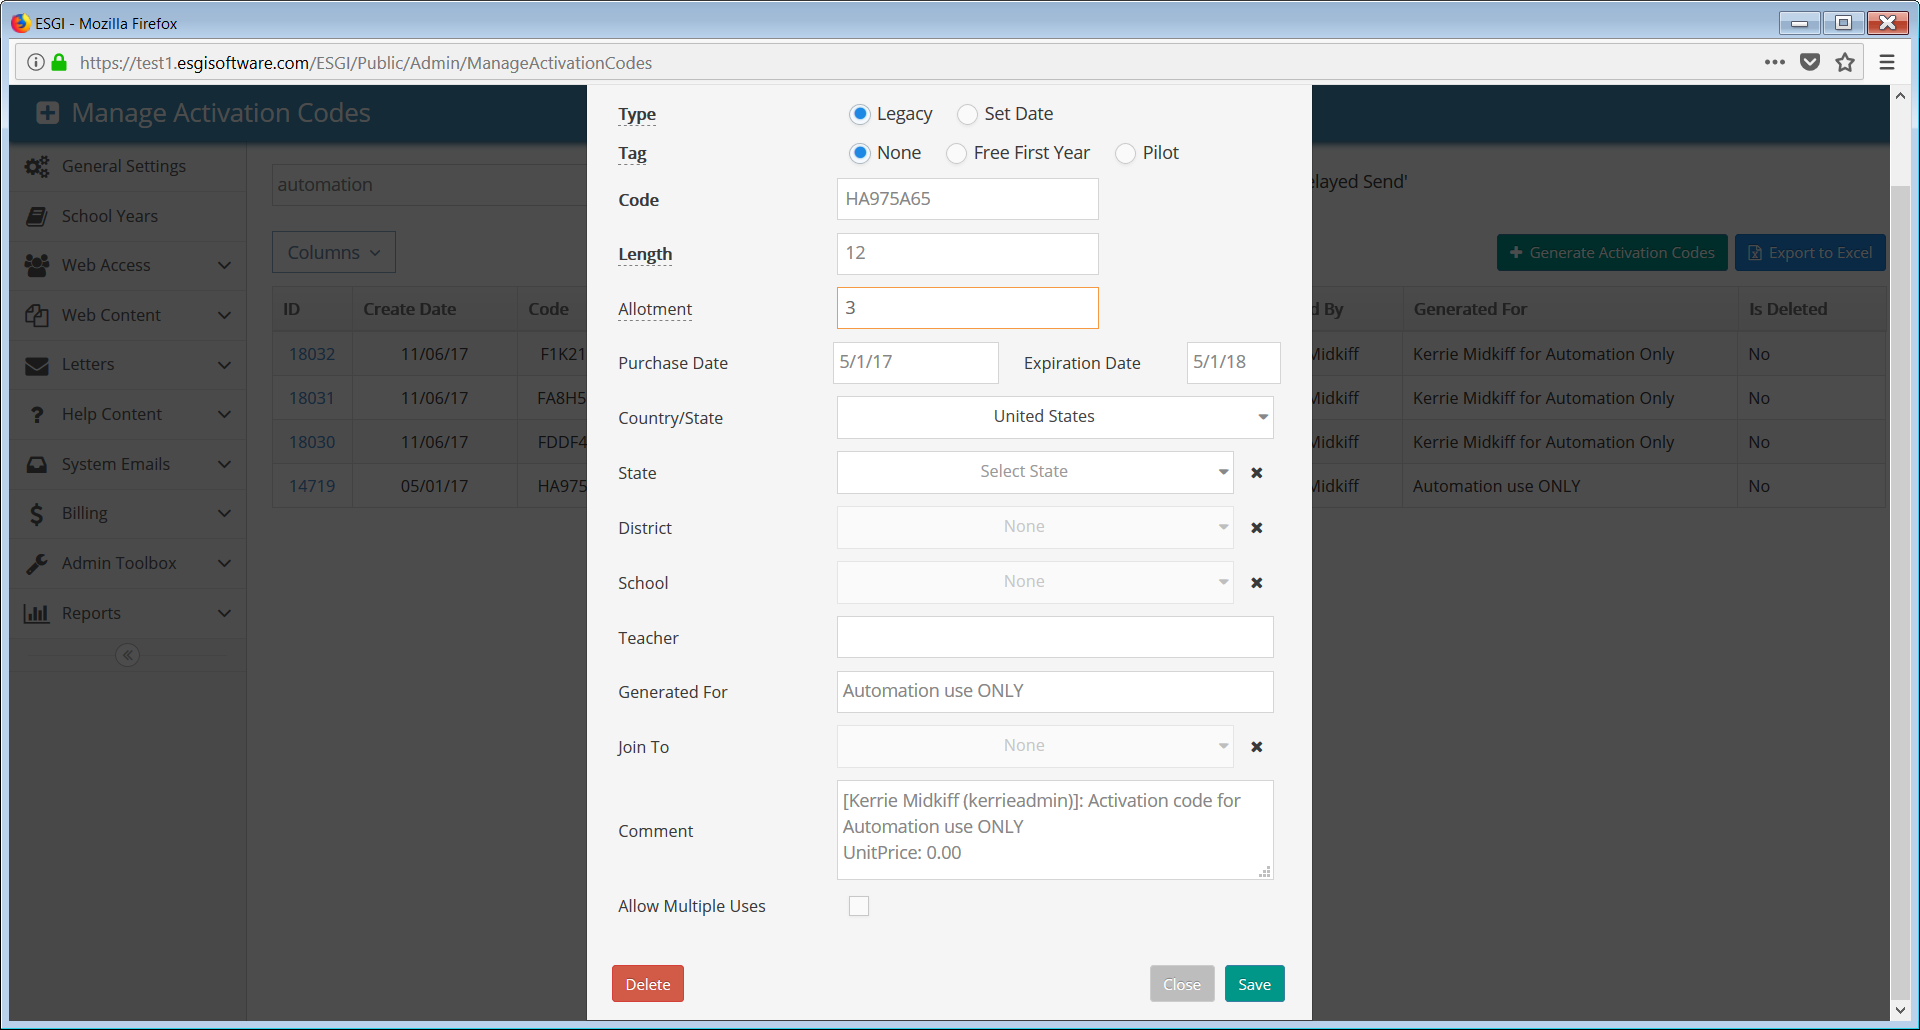 ESGI - Mozilla Firefox
https://test1.esgisoftware.com/ESGI/Public/Admin/ManageActivationCodes
Manage Activation Codes
General Settings
School Years
Web Access
Web Content
Letters
Help Content
System Emails
Billing
Admin Toolbox
Reports
automation
elayed Send'
Columns
Generate Activation Codes
Export to Excel
ID Create Date Code d By Generated For Is Deleted
18032 11/06/17 F1K21 Midkiff Kerrie Midkiff for Automation Only No
18031 11/06/17 FA8H5 Midkiff Kerrie Midkiff for Automation Only No
18030 11/06/17 FDDF4 Midkiff Kerrie Midkiff for Automation Only No
14719 05/01/17 HA975 Midkiff Automation use ONLY No
Type Legacy Set Date
Tag None Free First Year Pilot
Code HA975A65
Length 12
Allotment 3
Purchase Date 5/1/17 Expiration Date 5/1/18
Country/State United States
State Select State
District None
School None
Teacher
Generated For Automation use ONLY
Join To None
Comment
[Kerrie Midkiff (kerrieadmin)]: Activation code for
Automation use ONLY
UnitPrice: 0.00
Allow Multiple Uses
Delete Close Save